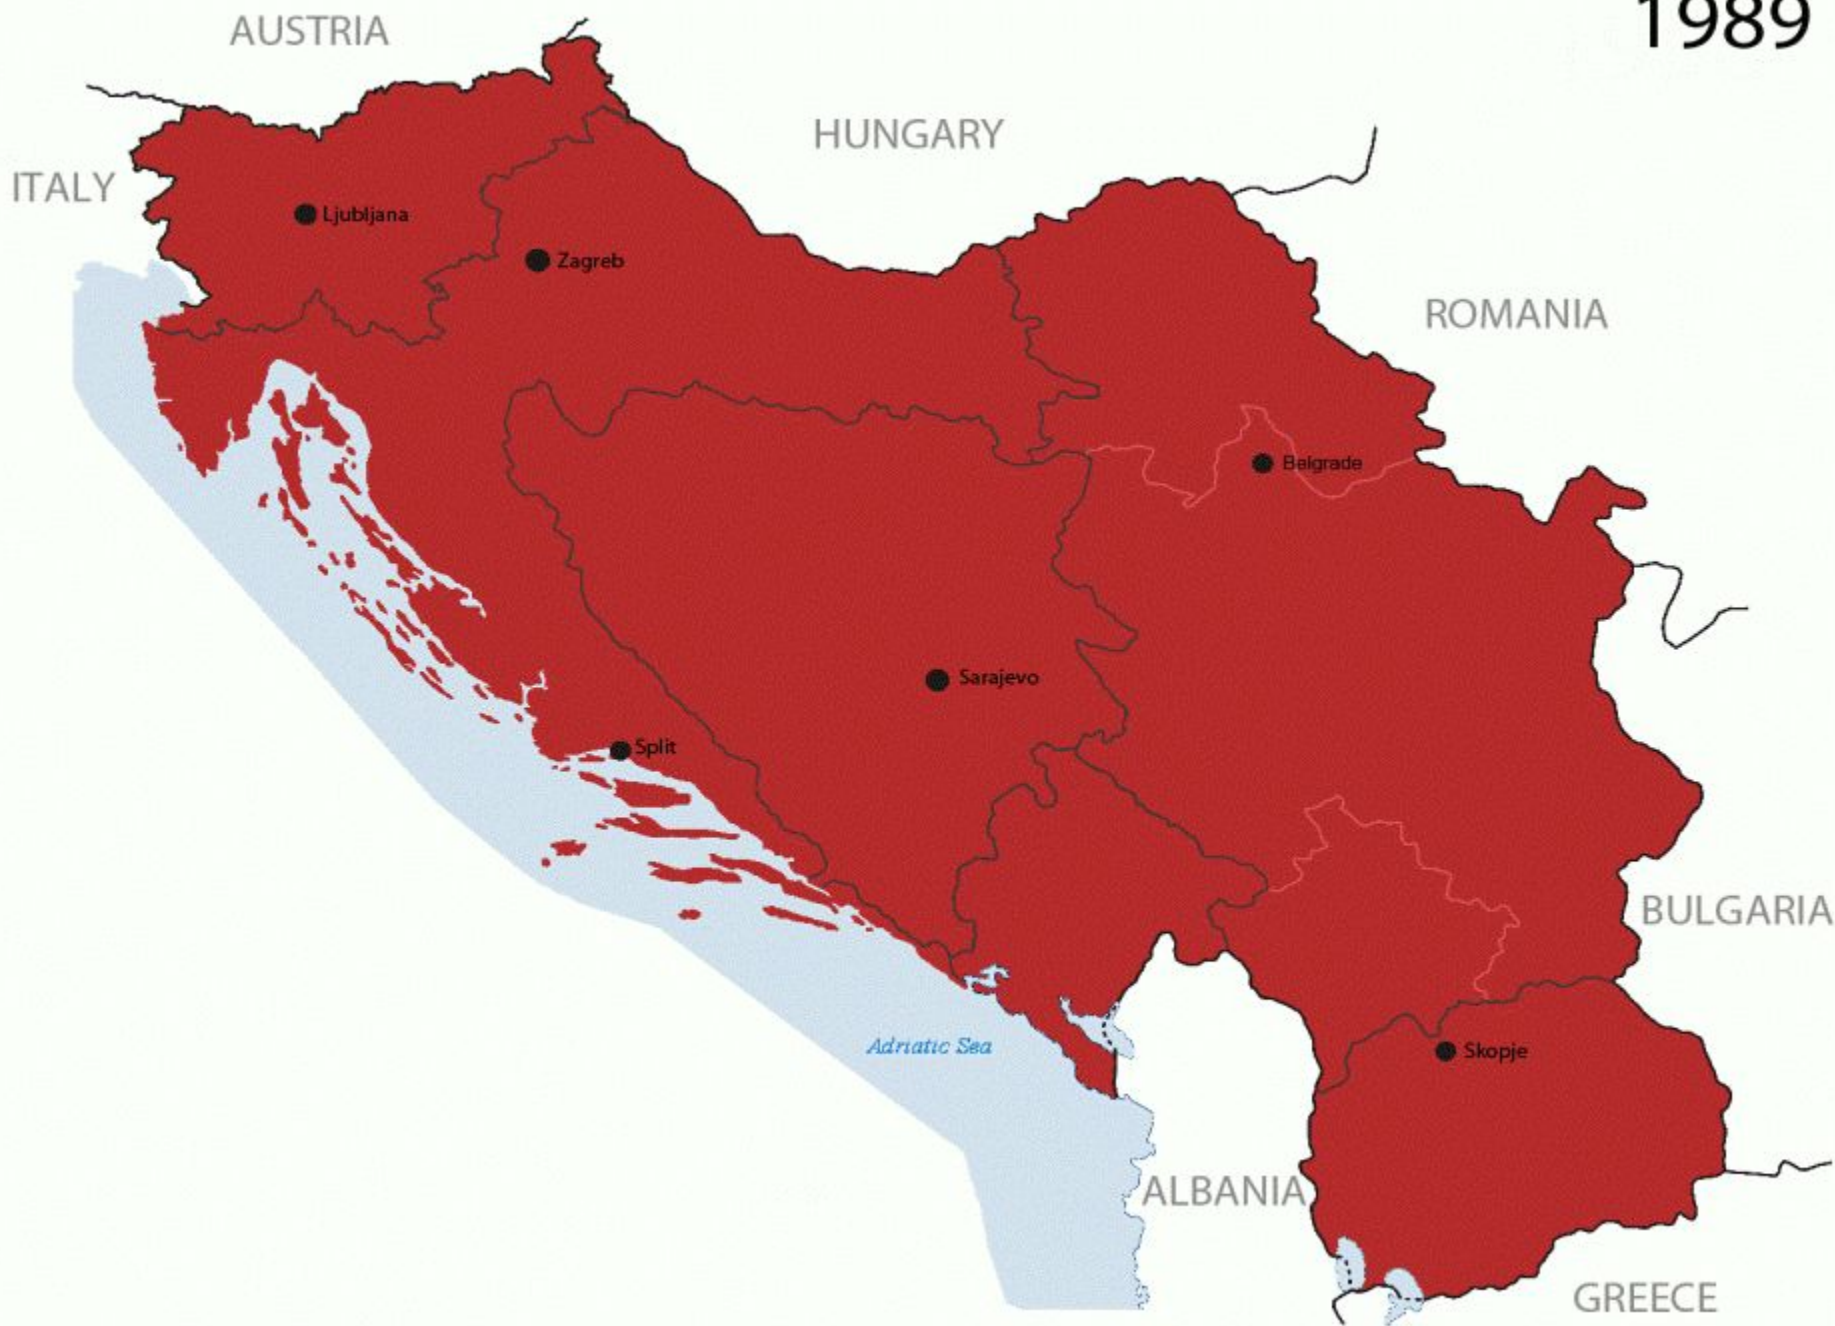 1989
AUSTRIA
HUNGARY
ITALY
Ljubljana
Zagreb
ROMANIA
Belgrade
Sarajevo
Split
BULGARIA
Adriatic Sea
Skopje
ALBANIA
GREECE